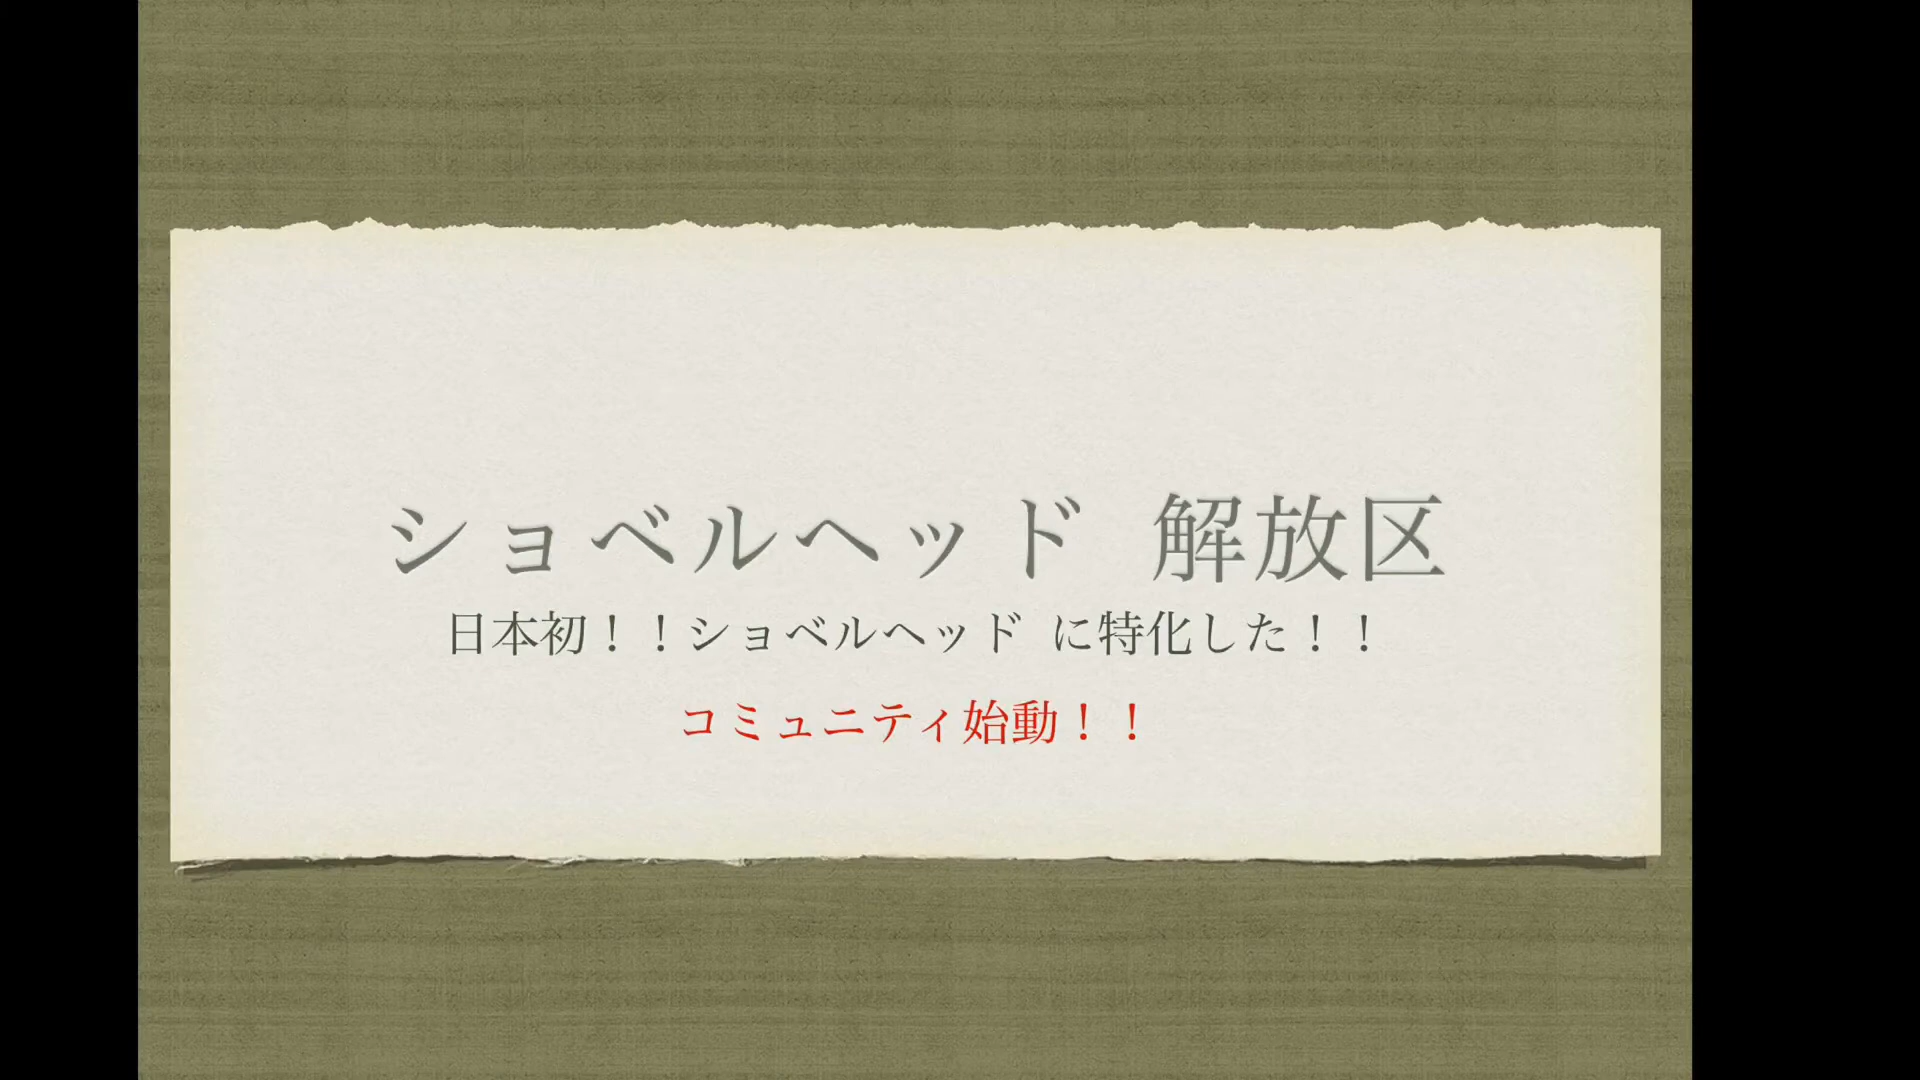 ショベルヘッド 解放区
日本初！！ショベルヘッド に特化した！！
コミュニティ始動！！